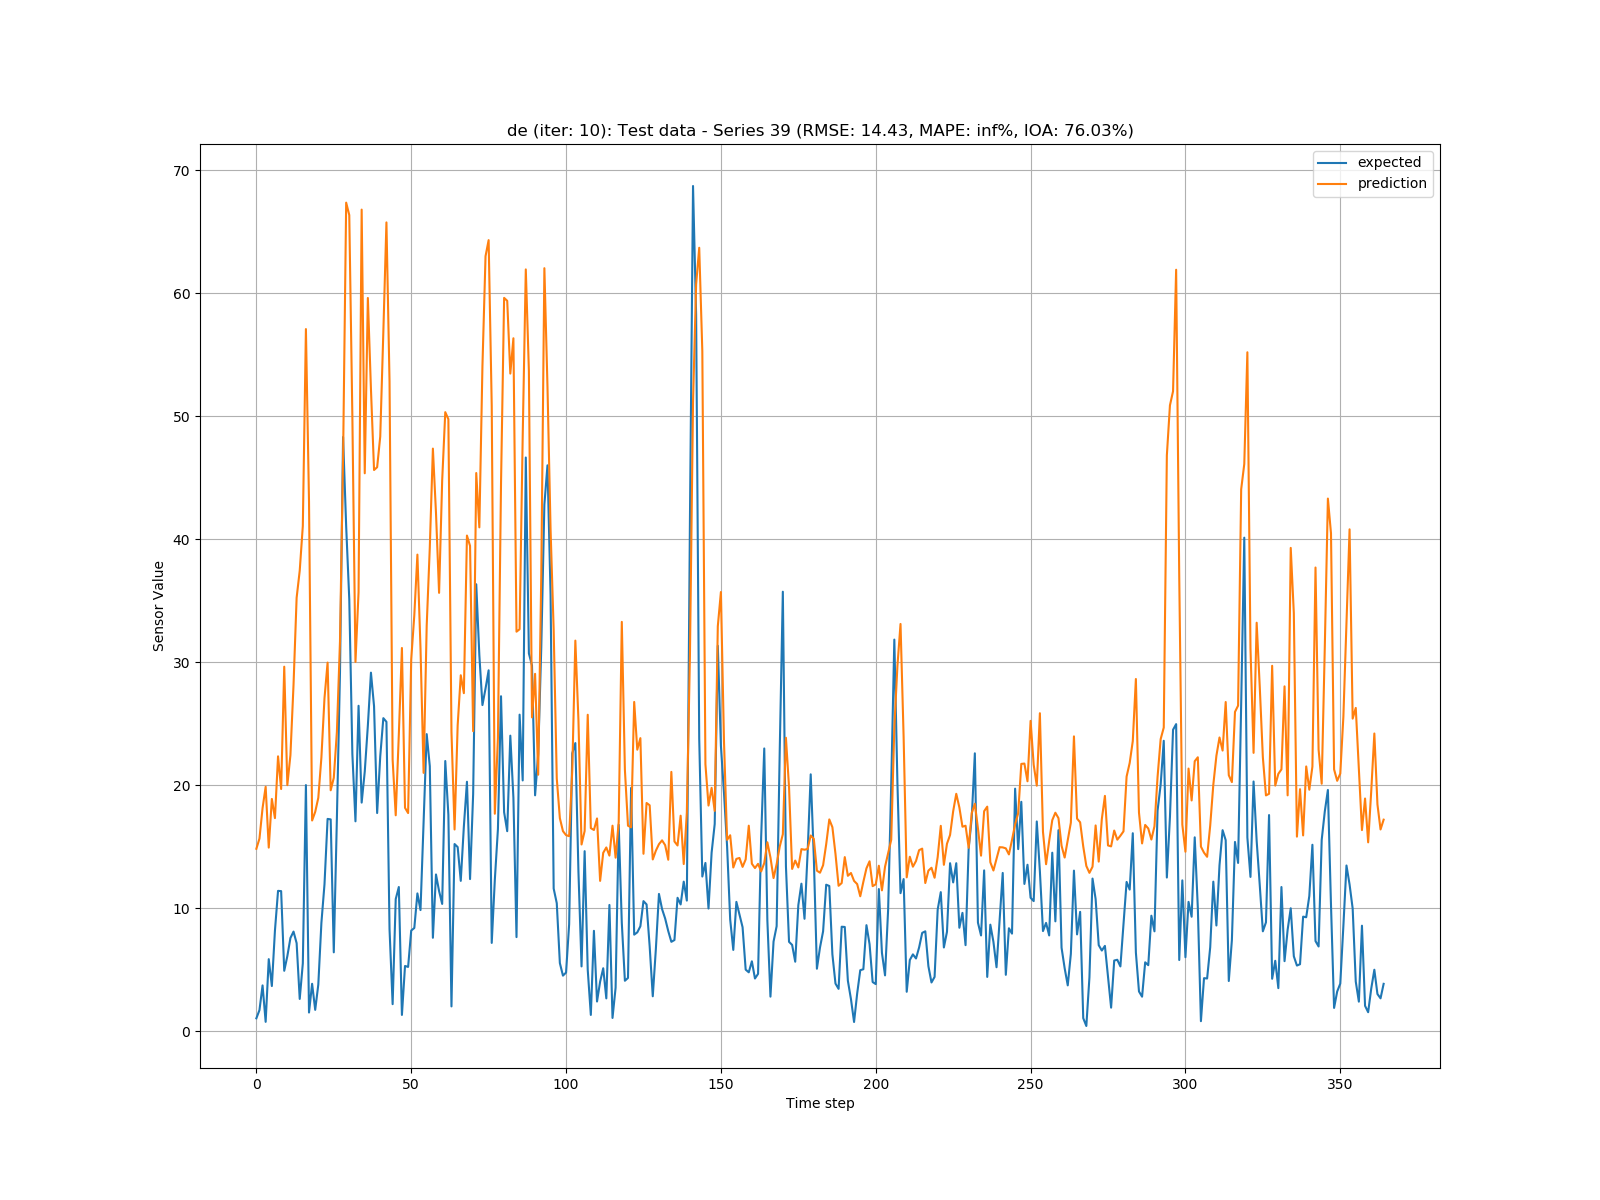 de (iter: 10): Test data - Series 39 (RMSE: 14.43, MAPE: inf%, IOA: 76.03%)
expected
prediction
70
60
50
40
30
20
10
0
Sensor Value
0 50 100 150 200 250 300 350
Time step